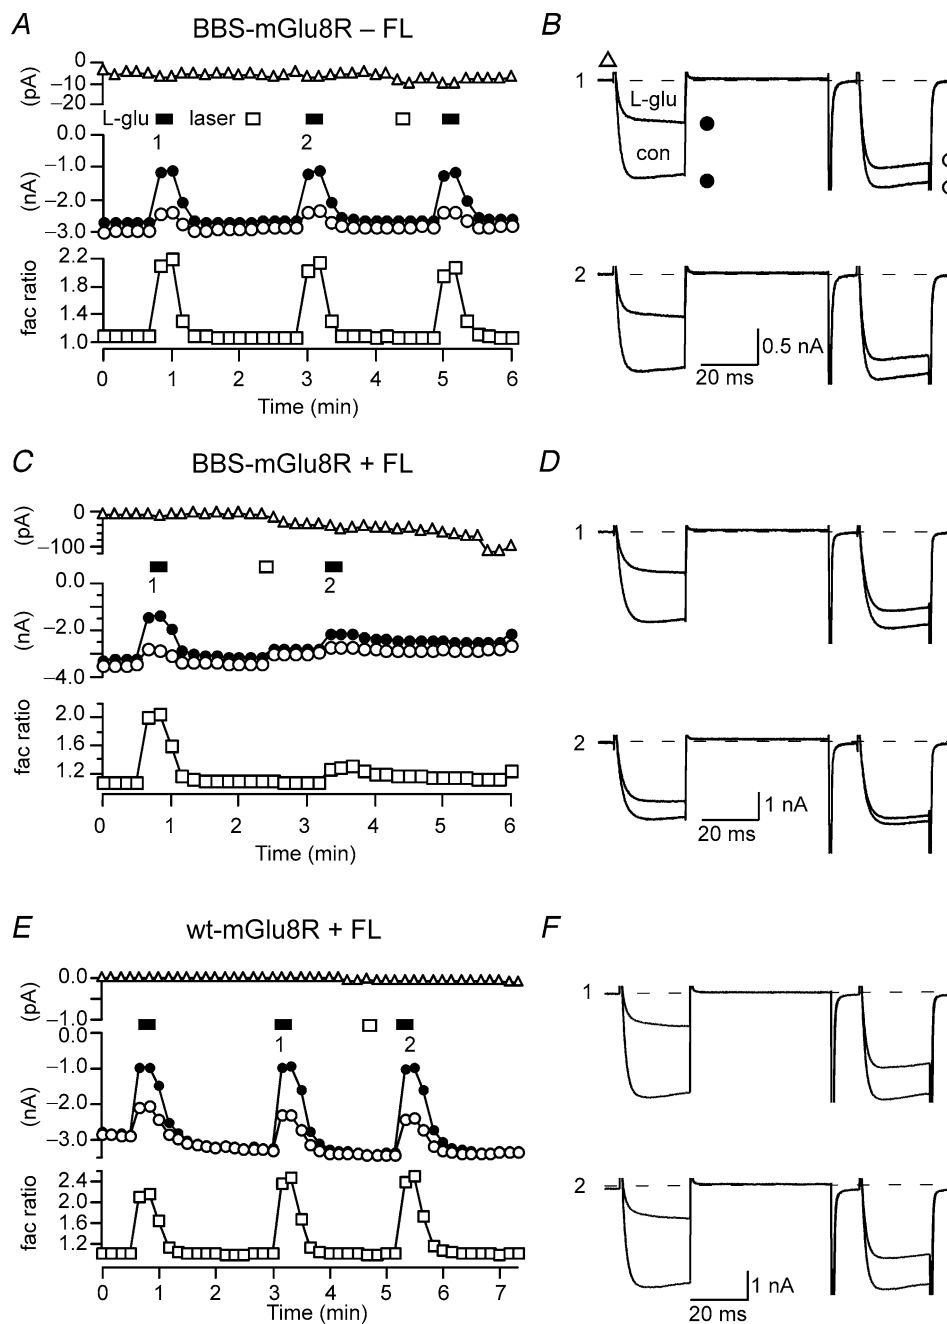 A
BBS-mGlu8R – FL
0
–10
–20
(pA)
L-glu
laser
1
2
0.0
–1.0
–2.0
–3.0
(nA)
2.2
1.8
1.4
1.0
fac ratio
0 1 2 3 4 5 6
Time (min)
B
1
L-glu
con
2
0.5 nA
20 ms
C
BBS-mGlu8R + FL
0
–100
(pA)
1
2
0.0
–2.0
–4.0
(nA)
2.0
1.6
1.2
fac ratio
0 1 2 3 4 5 6
Time (min)
D
1
2
1 nA
20 ms
E
wt-mGlu8R + FL
0.0
–1.0
(pA)
1
2
0.0
–1.0
–2.0
–3.0
(nA)
2.4
2.0
1.6
1.2
fac ratio
0 1 2 3 4 5 6 7
Time (min)
F
1
2
1 nA
20 ms